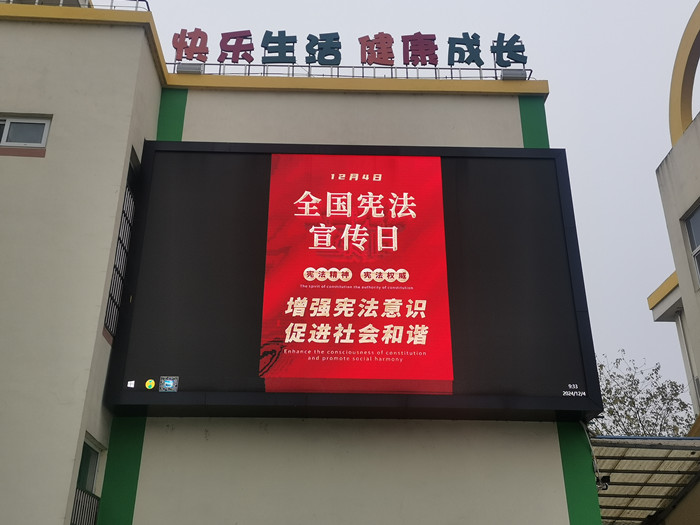 快乐生活 健康成长
12月4日
全国宪法
宣传日
宪法精神 宪法权威
The spirit of constitution the authority of constitution
增强宪法意识
促进社会和谐
Enhance the consciousness of constitution
and promote social harmony
9:33
2024/12/4